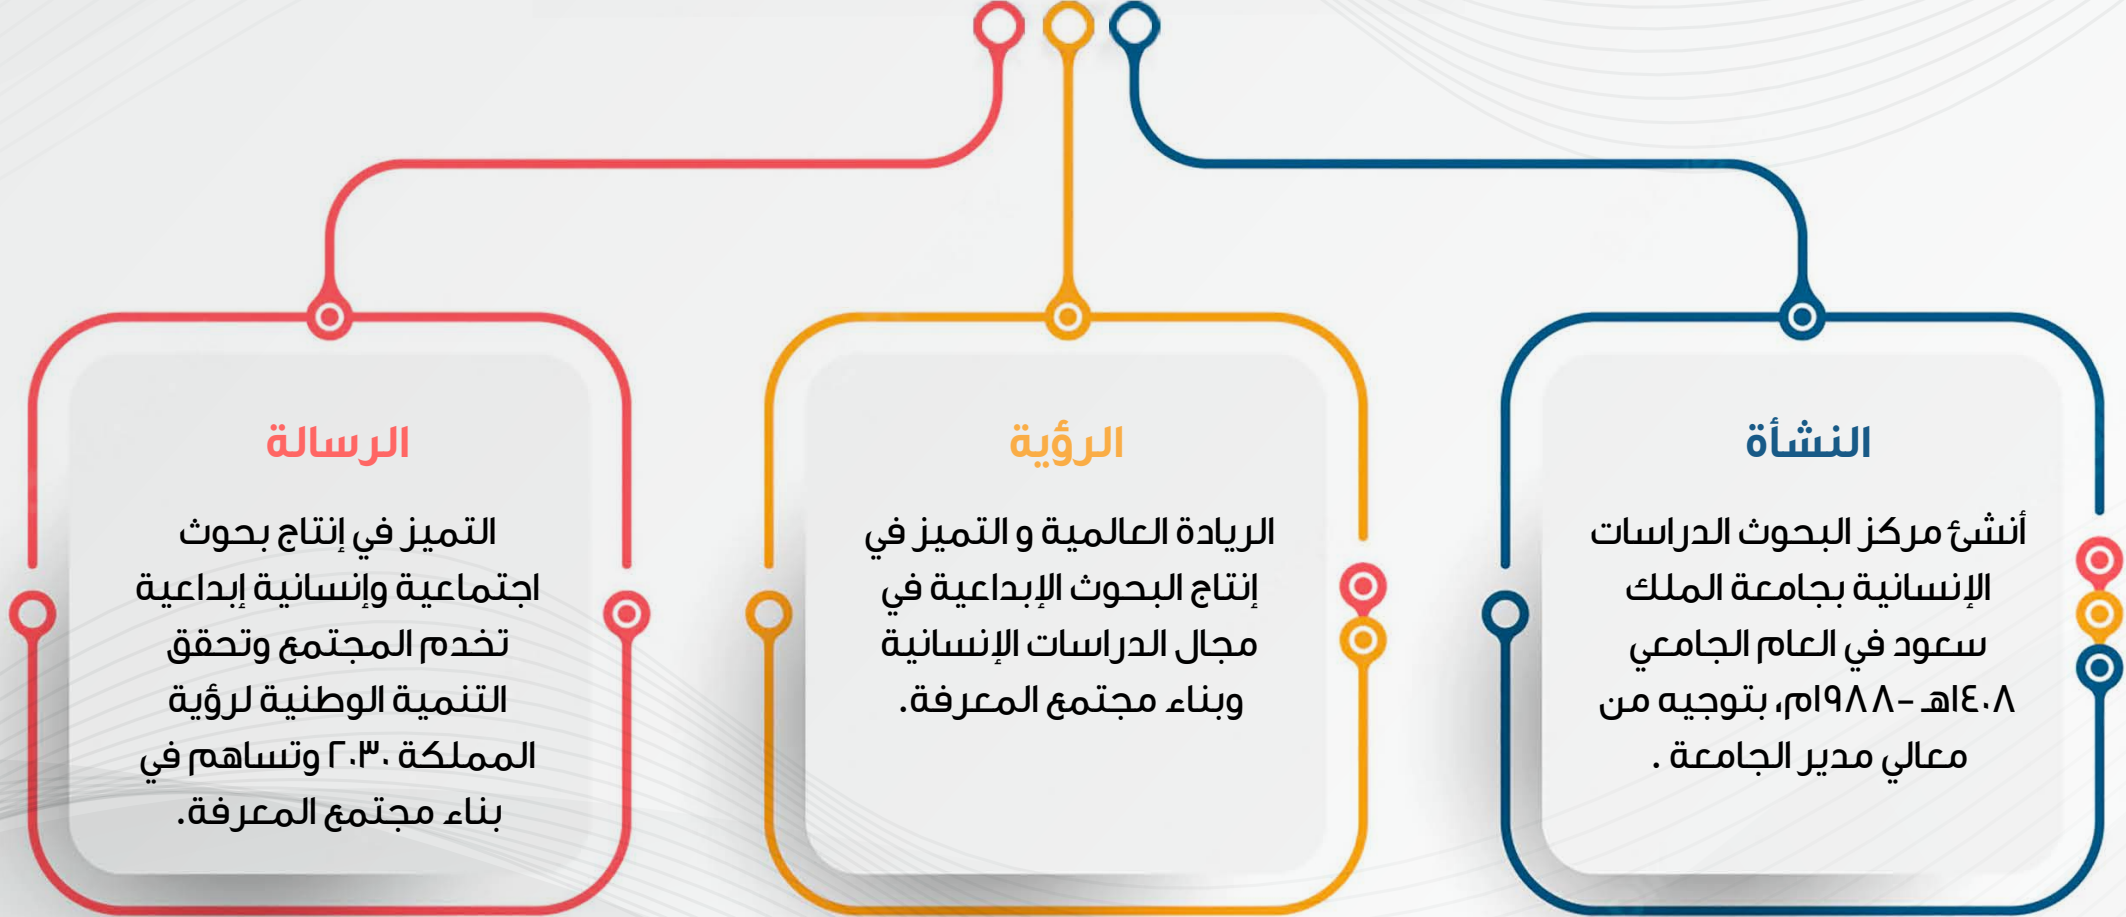 النشأة
أنشئ مركز البحوث الدراسات
الإنسانية بجامعة الملك
سعود في العام الجامعي
١٤٠٨هـ -١٩٨٨م، بتوجيه من
معالي مدير الجامعة .
الرؤية
الريادة العالمية و التميز في
إنتاج البحوث الإبداعية في
مجال الدراسات الإنسانية
وبناء مجتمع المعرفة.
الرسالة
التميز في إنتاج بحوث
اجتماعية وإنسانية إبداعية
تخدم المجتمع وتحقق
التنمية الوطنية لرؤية
المملكة ٢٠٣٠ وتساهم في
بناء مجتمع المعرفة.